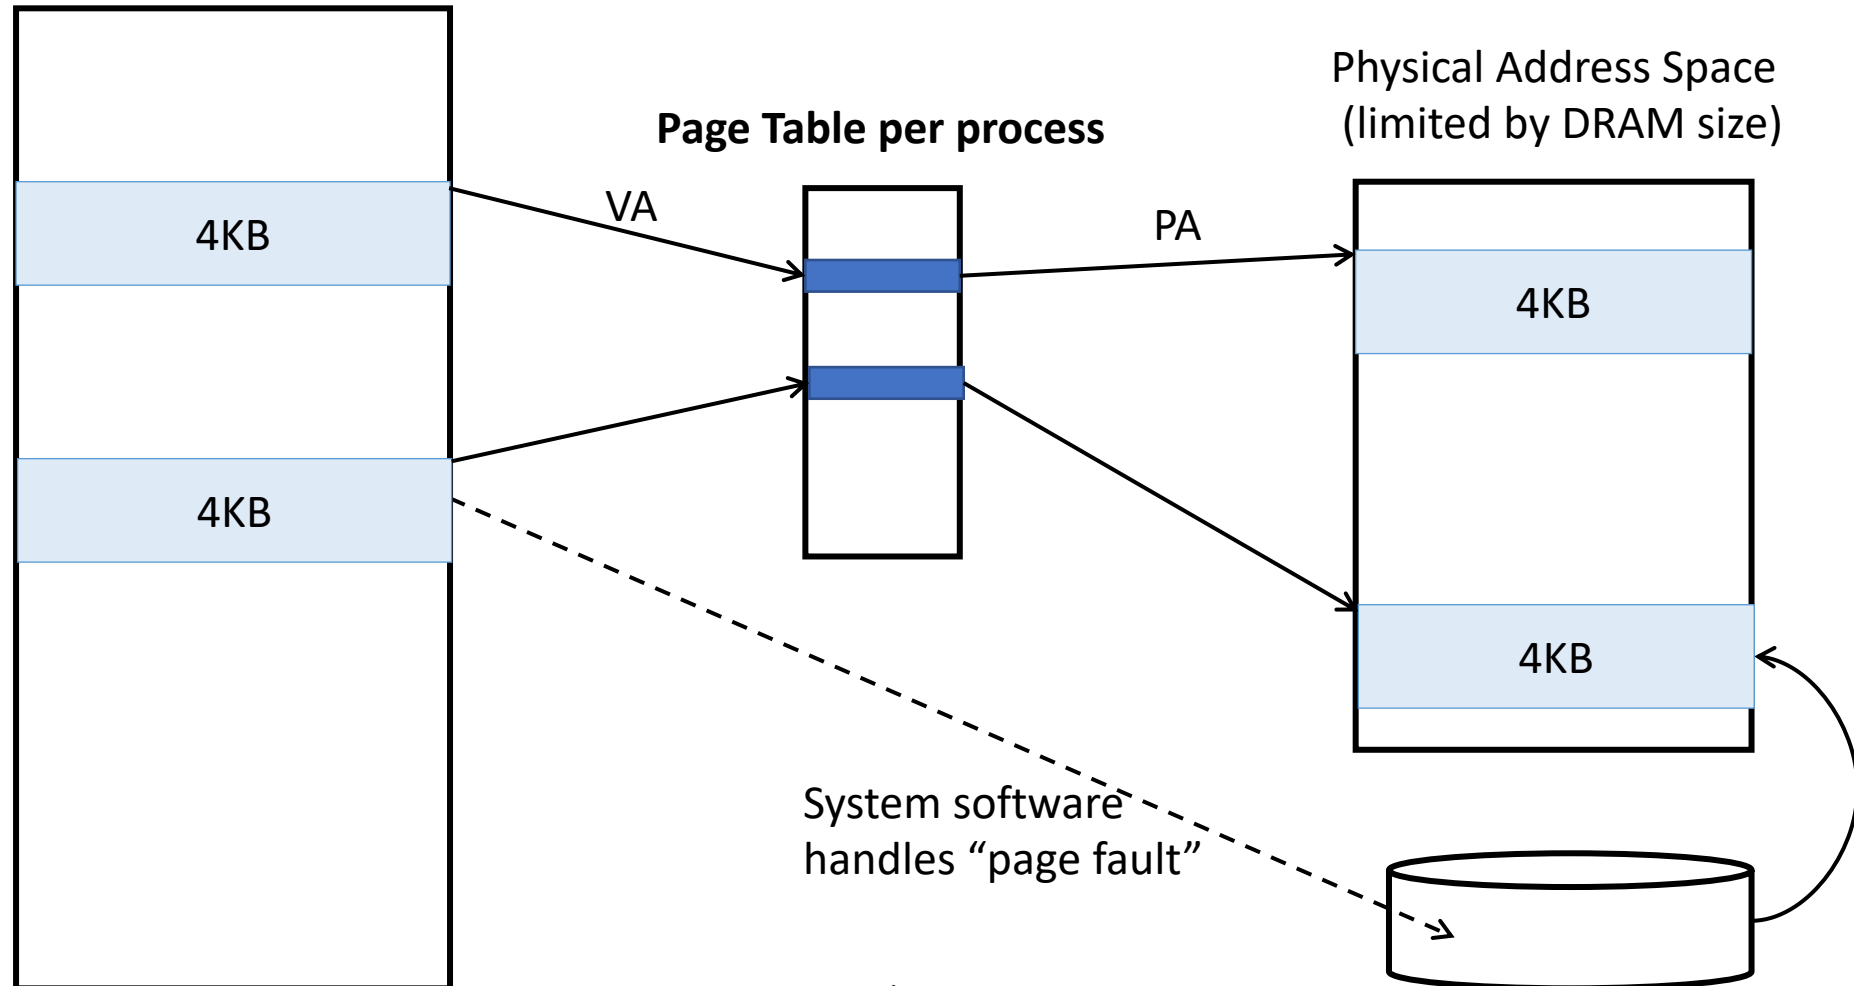 Physical Address Space
(limited by DRAM size)
Page Table per process
VA
PA
4KB
4KB
4KB
4KB
System software
handles “page fault”